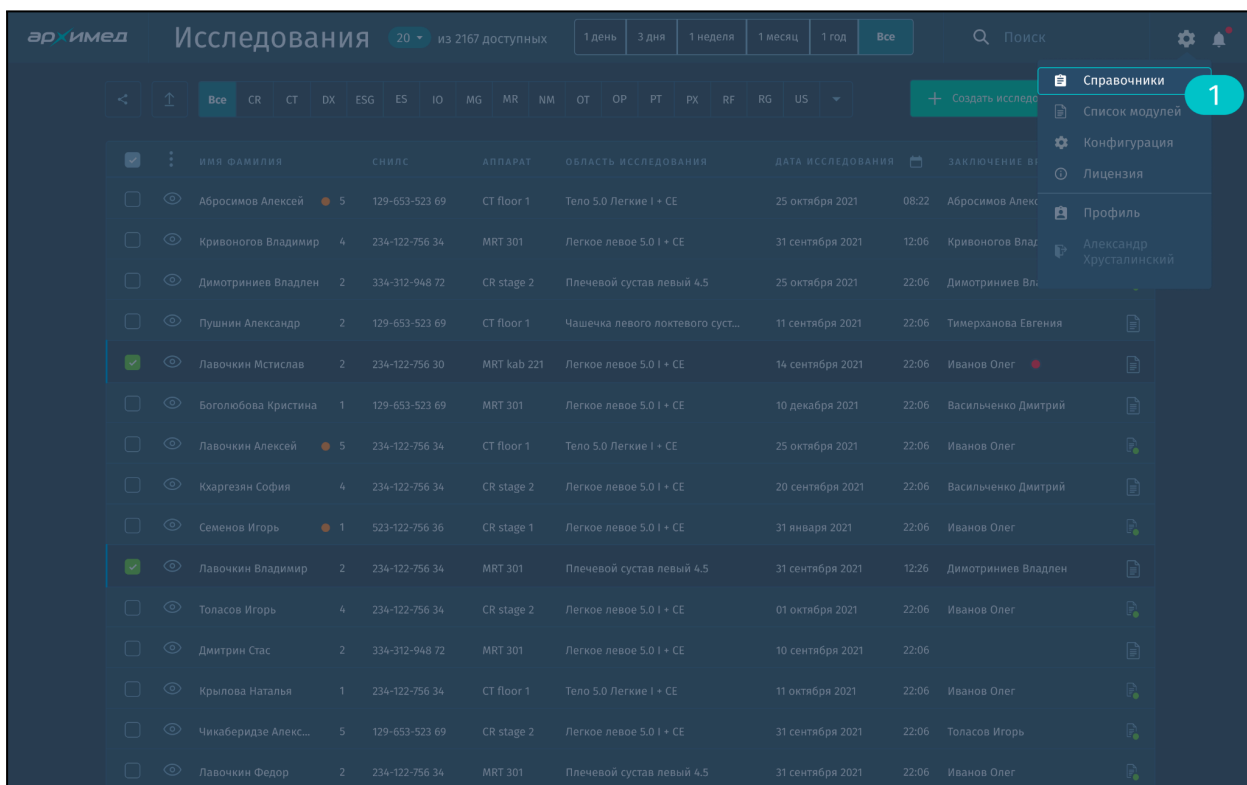 архимед Исследования 20 из 2167 доступных 1 день 3 дня 1 неделя 1 месяц 1 год Все Поиск
Справочники 1
Все CR CT DX ESG ES IO MG MR NM OT OP PT PX RF RG US + Создать исследо
Список модулей
Конфигурация
ИМЯ ФАМИЛИЯ СНИЛС АППАРАТ ОБЛАСТЬ ИССЛЕДОВАНИЯ ДАТА ИССЛЕДОВАНИЯ ЗАКЛЮЧЕНИЕ ВР
Лицензия
Абросимов Алексей 5 129-653-523 69 CT floor 1 Тело 5.0 Легкие I + CE 25 октября 2021 08:22 Абросимов Алекс
Профиль
Кривоногов Владимир 4 234-122-756 34 MRT 301 Легкое левое 5.0 I + CE 31 сентября 2021 12:06 Кривоногов Влад
Александр
Хрусталинский
Димотриниев Владлен 2 334-312-948 72 CR stage 2 Плечевой сустав левый 4.5 25 октября 2021 22:06 Димотриниев Вл
Пушнин Александр 2 129-653-523 69 CT floor 1 Чашечка левого локтевого суст... 11 сентября 2021 22:06 Тимерханова Евгения
Лавочкин Мстислав 2 234-122-756 30 MRT kab 221 Легкое левое 5.0 I + CE 14 сентября 2021 22:06 Иванов Олег
Боголюбова Кристина 1 129-653-523 69 MRT 301 Легкое левое 5.0 I + CE 10 декабря 2021 22:06 Васильченко Дмитрий
Лавочкин Алексей 5 234-122-756 34 CT floor 1 Тело 5.0 Легкие I + CE 25 октября 2021 22:06 Иванов Олег
Кхаргезян София 4 234-122-756 34 CR stage 2 Легкое левое 5.0 I + CE 20 сентября 2021 22:06 Васильченко Дмитрий
Семенов Игорь 1 523-122-756 36 CR stage 1 Легкое левое 5.0 I + CE 31 января 2021 22:06 Иванов Олег
Лавочкин Владимир 2 234-122-756 34 MRT 301 Плечевой сустав левый 4.5 31 сентября 2021 12:26 Димотриниев Владлен
Толасов Игорь 4 234-122-756 34 CR stage 2 Легкое левое 5.0 I + CE 01 октября 2021 22:06 Иванов Олег
Дмитрин Стас 2 334-312-948 72 MRT 301 Легкое левое 5.0 I + CE 10 сентября 2021 22:06
Крылова Наталья 1 234-122-756 34 CT floor 1 Тело 5.0 Легкие I + CE 11 октября 2021 22:06 Иванов Олег
Чикаберидзе Алекс... 5 129-653-523 69 CR stage 2 Легкое левое 5.0 I + CE 31 сентября 2021 22:06 Толасов Игорь
Лавочкин Федор 2 234-122-756 34 MRT 301 Плечевой сустав левый 4.5 31 сентября 2021 22:06 Иванов Олег